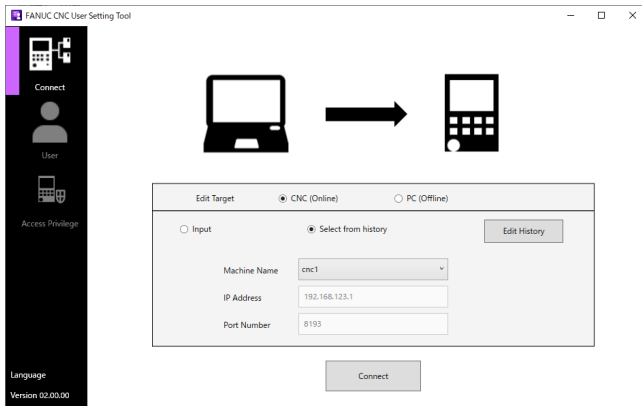 FANUC CNC User Setting Tool
Connect
User
Access Privilege
Language
Version 02.00.00
Edit Target CNC (Online) PC (Offline)
Input Select from history Edit History
Machine Name cnc1
IP Address 192.168.123.1
Port Number 8193
Connect